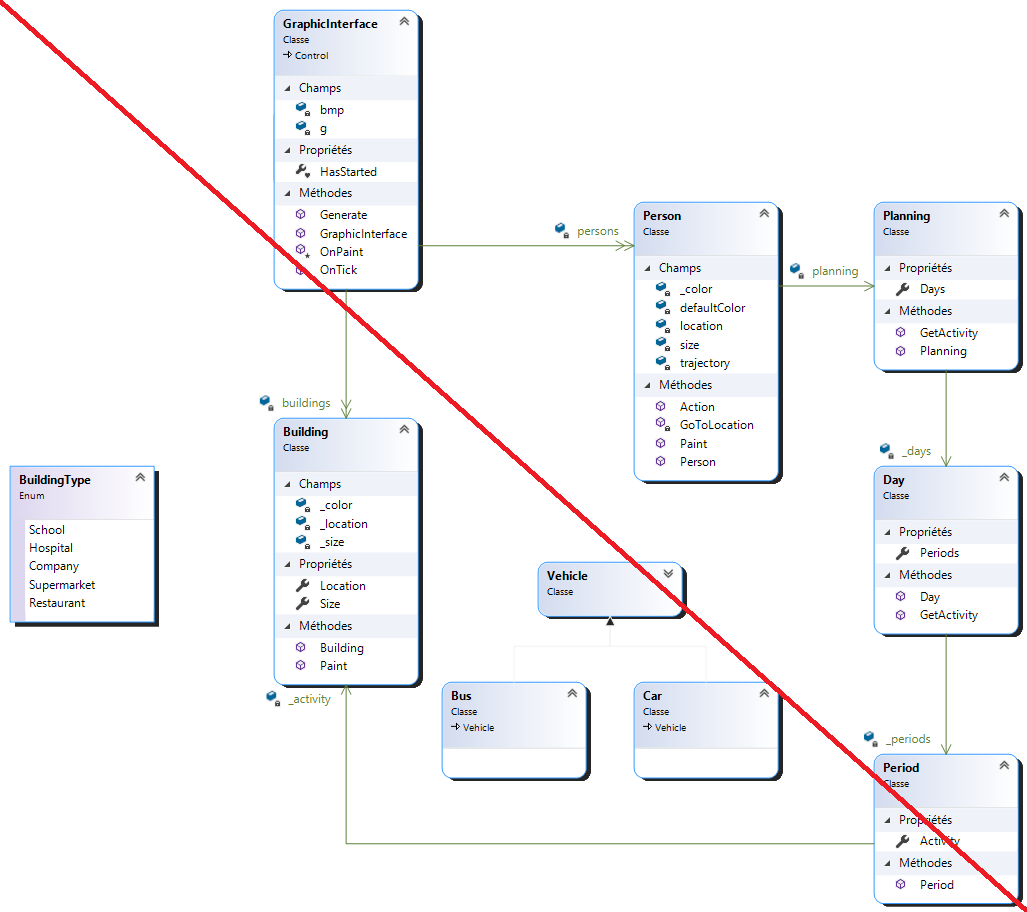 GraphicInterface
Classe
Control
Champs
bmp
g
Propriétés
HasStarted
Méthodes
Generate
GraphicInterface
OnPaint
OnTick
persons
Person
Classe
Champs
_color
defaultColor
location
size
trajectory
Méthodes
Action
GoToLocation
Paint
Person
planning
Planning
Classe
Propriétés
Days
Méthodes
GetActivity
Planning
buildings
Building
Classe
Champs
_color
_location
_size
Propriétés
Location
Size
Méthodes
Building
Paint
_activity
BuildingType
Enum
School
Hospital
Company
Supermarket
Restaurant
Vehicle
Classe
Bus
Classe
Vehicle
Car
Classe
Vehicle
_days
Day
Classe
Propriétés
Periods
Méthodes
Day
GetActivity
_periods
Period
Classe
Propriétés
Activity
Méthodes
Period